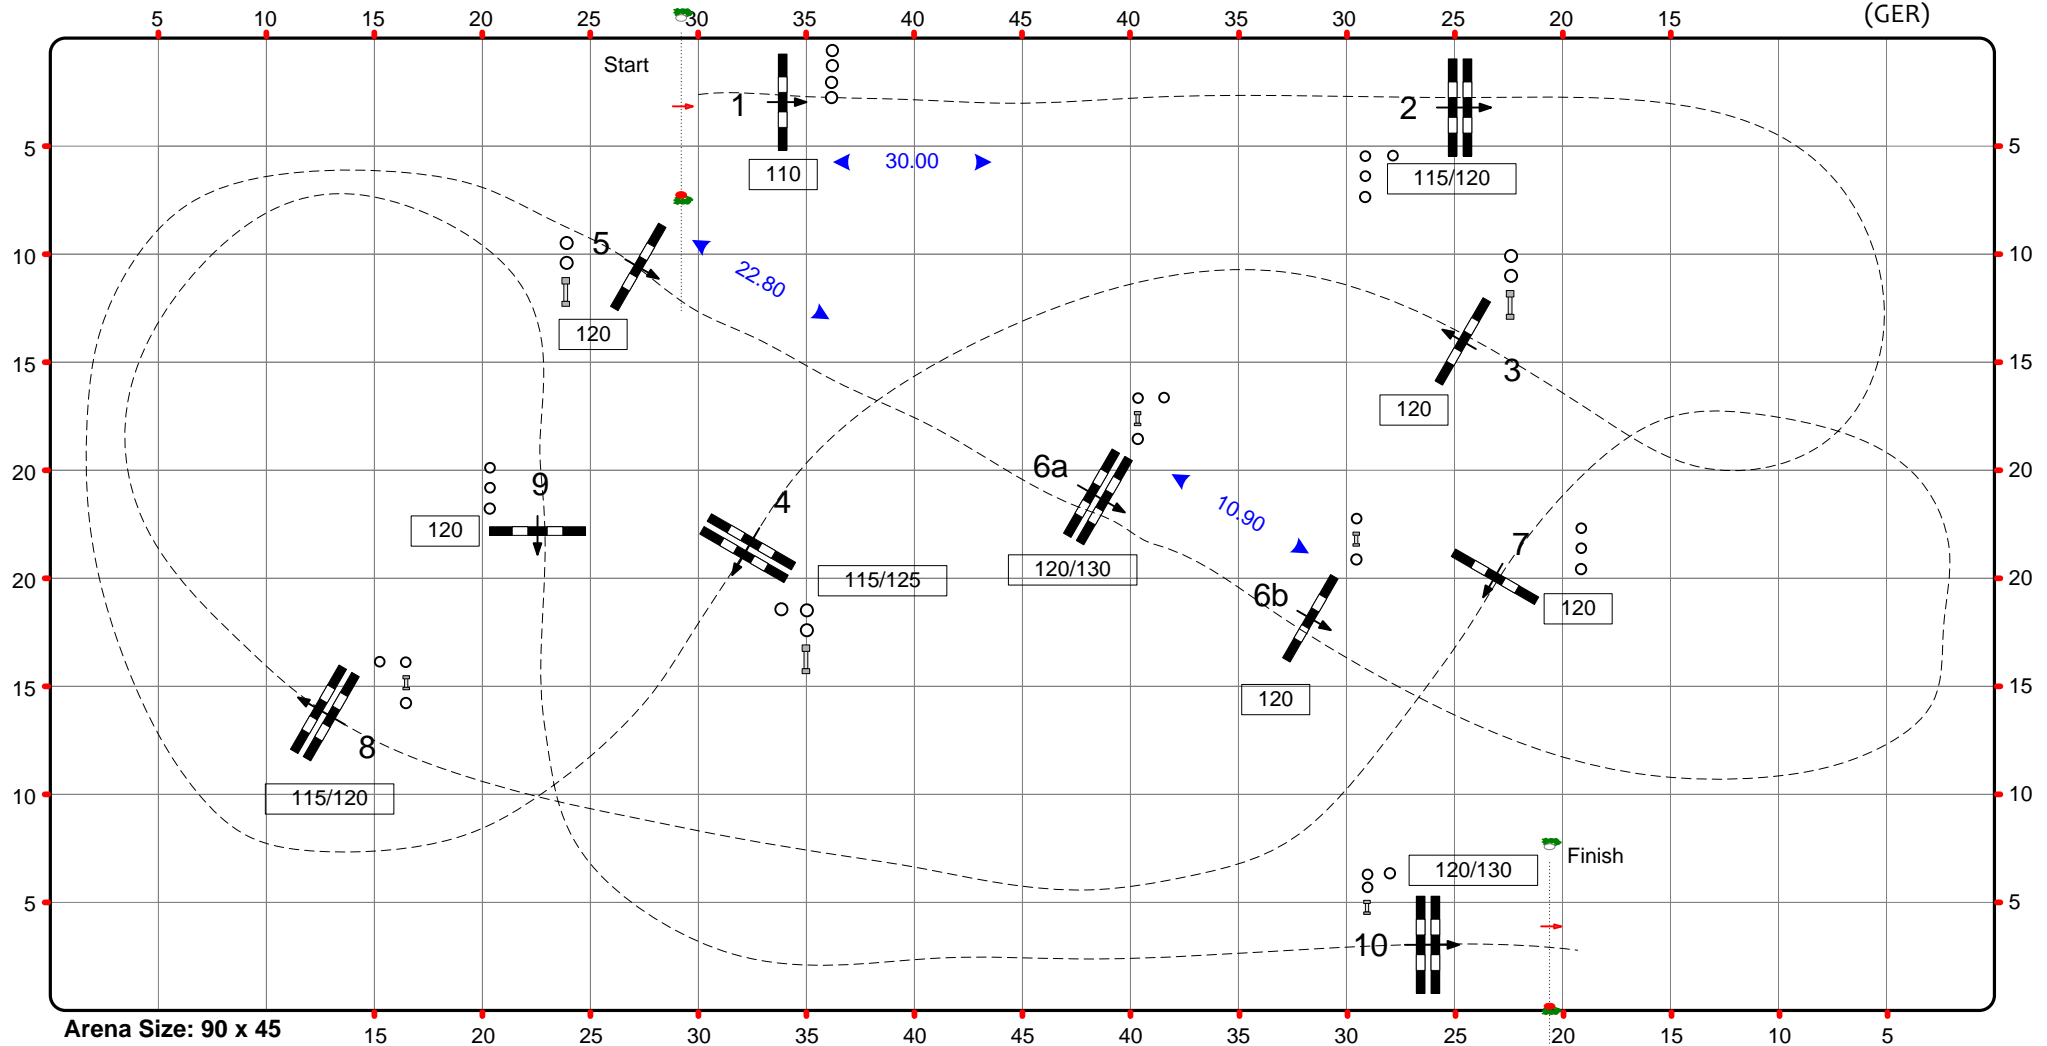 5 10 15 20 25 30 35 40 45 40 35 30 25 20 15 (GER)
Start
1
2
5 5
110
30.00
115/120
5
10 10
22.80
120
15 3 15
120
6a
20 9 20
4
10.90
120
7
20 115/125 120/130 20
6b
120
15 120 15
8
10 115/120 10
Finish
120/130
5 5
10
Arena Size: 90 x 45
15 20 25 30 35 40 45 40 35 30 25 20 15 10 5